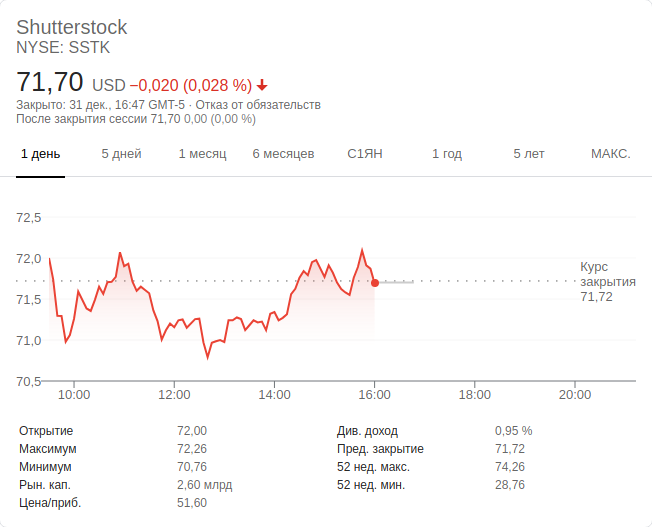 Shutterstock
NYSE: SSTK
71,70 USD −0,020 (0,028 %)
Закрыто: 31 дек., 16:47 GMT-5 · Отказ от обязательств
После закрытия сессии 71,70 0,00 (0,00 %)
1 день 5 дней 1 месяц 6 месяцев С1ЯН 1 год 5 лет МАКС.
72,5
72,0
71,5
71,0
70,5
Курс
закрытия
71,72
10:00 12:00 14:00 16:00 18:00 20:00
Открытие 72,00 Див. доход 0,95 %
Максимум 72,26 Пред. закрытие 71,72
Минимум 70,76 52 нед. макс. 74,26
Рын. кап. 2,60 млрд 52 нед. мин. 28,76
Цена/приб. 51,60